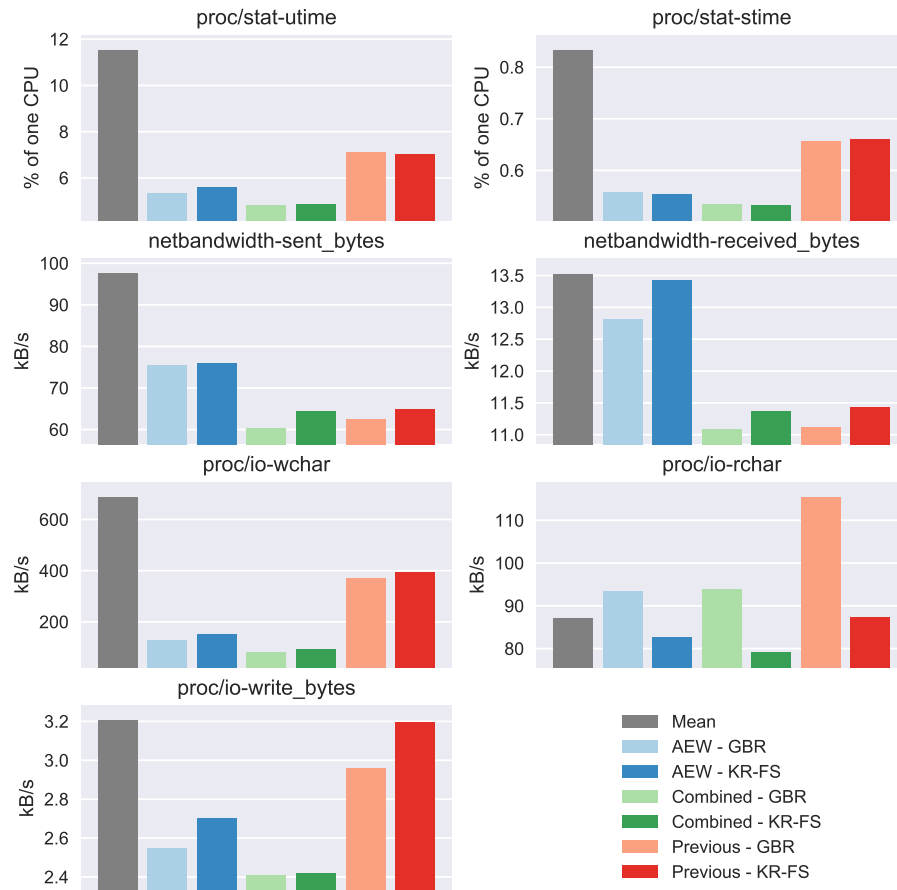 proc/stat-utime
12
10
8
6
% of one CPU
proc/stat-stime
0.8
0.7
0.6
% of one CPU
netbandwidth-sent_bytes
100
90
80
70
60
kB/s
netbandwidth-received_bytes
13.5
13.0
12.5
12.0
11.5
11.0
kB/s
proc/io-wchar
600
400
200
kB/s
proc/io-rchar
110
100
90
80
kB/s
proc/io-write_bytes
3.2
3.0
2.8
2.6
2.4
kB/s
Mean
AEW - GBR
AEW - KR-FS
Combined - GBR
Combined - KR-FS
Previous - GBR
Previous - KR-FS